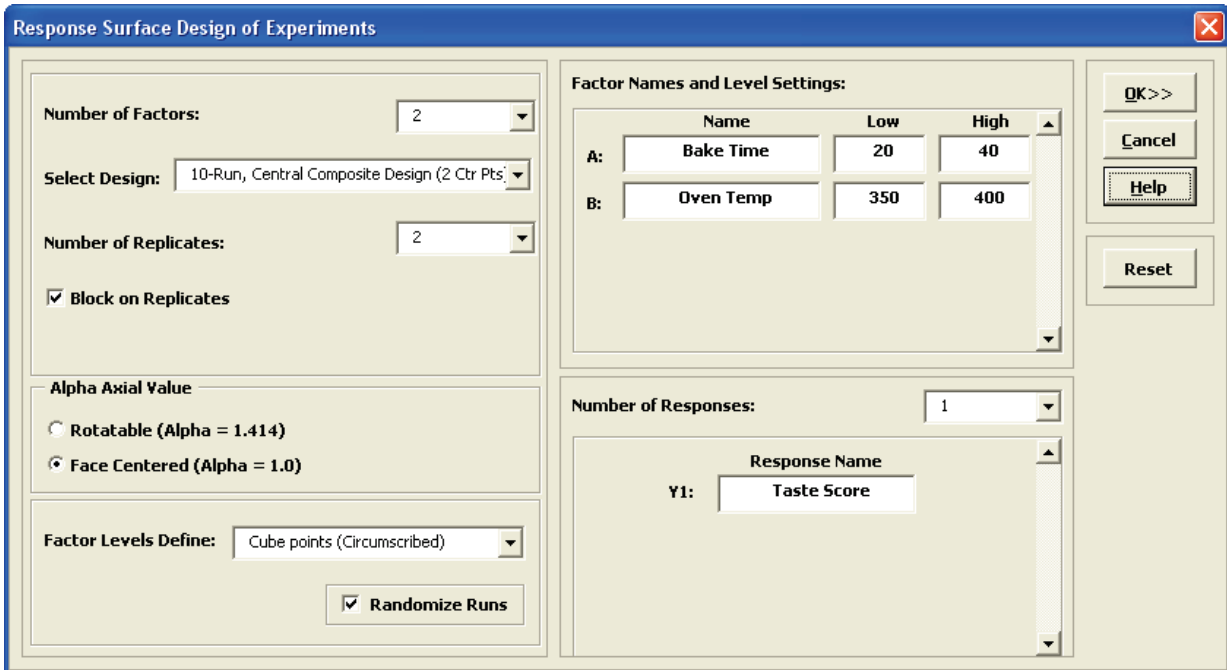 Response Surface Design of Experiments
Number of Factors: 2
Select Design: 10-Run, Central Composite Design (2 Ctr Pts)
Number of Replicates: 2
Block on Replicates
Alpha Axial Value
Rotatable (Alpha = 1.414)
Face Centered (Alpha = 1.0)
Factor Levels Define: Cube points (Circumscribed)
Randomize Runs
Factor Names and Level Settings:
Name Low High
A: Bake Time 20 40
B: Oven Temp 350 400
Number of Responses: 1
Response Name
Y1: Taste Score
OK>>
Cancel
Help
Reset